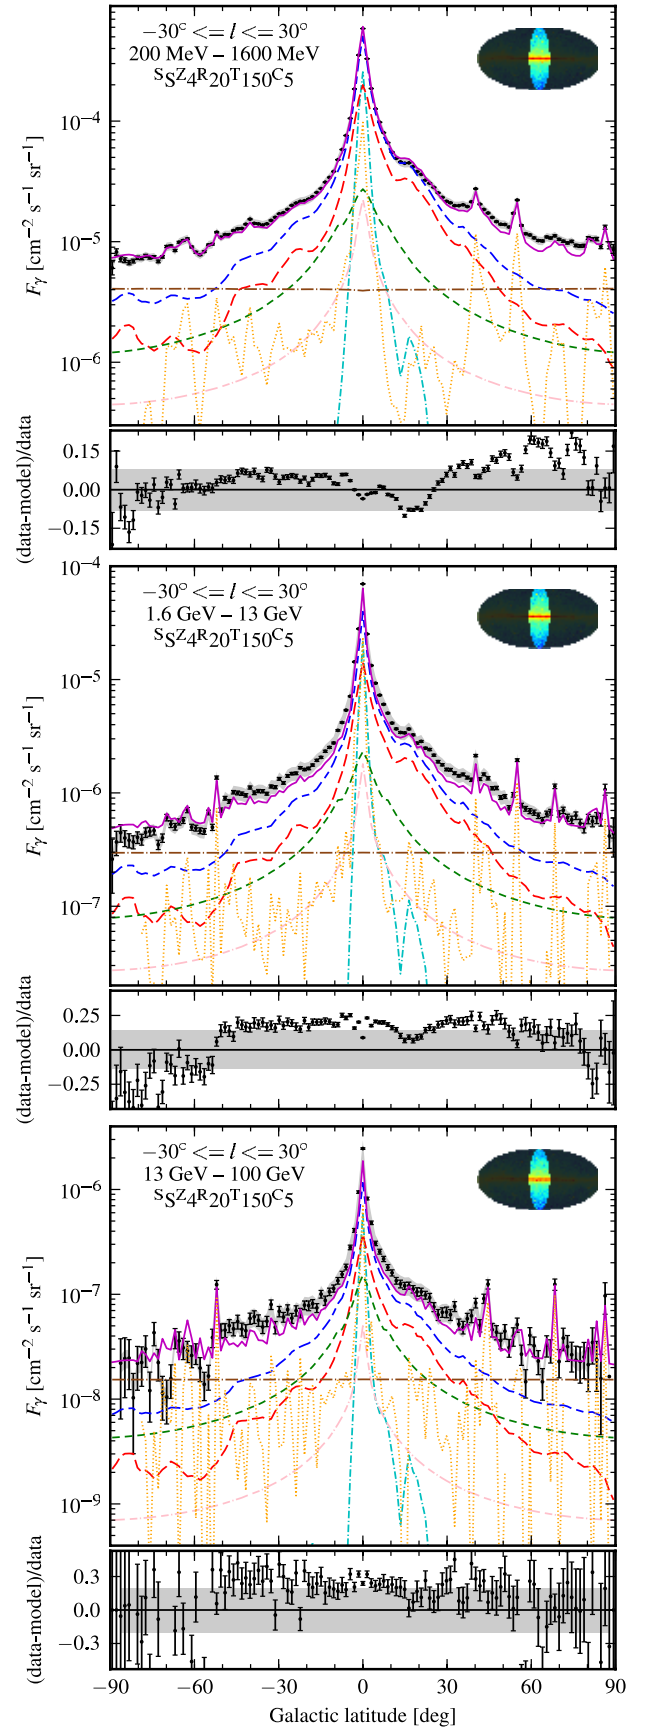 −30° <= l <= 30°
200 MeV – 1600 MeV
SSZ4R20T150C5
10−4
10−5
10−6
Fγ [cm−2 s−1 sr−1]
0.15
0.00
−0.15
(data-model)/data
10−4
−30° <= l <= 30°
1.6 GeV – 13 GeV
SSZ4R20T150C5
10−5
10−6
10−7
Fγ [cm−2 s−1 sr−1]
0.25
0.00
−0.25
(data-model)/data
−30° <= l <= 30°
13 GeV – 100 GeV
SSZ4R20T150C5
10−6
10−7
10−8
10−9
Fγ [cm−2 s−1 sr−1]
0.3
0.0
−0.3
(data-model)/data
−90 −60 −30 0 30 60 90
Galactic latitude [deg]